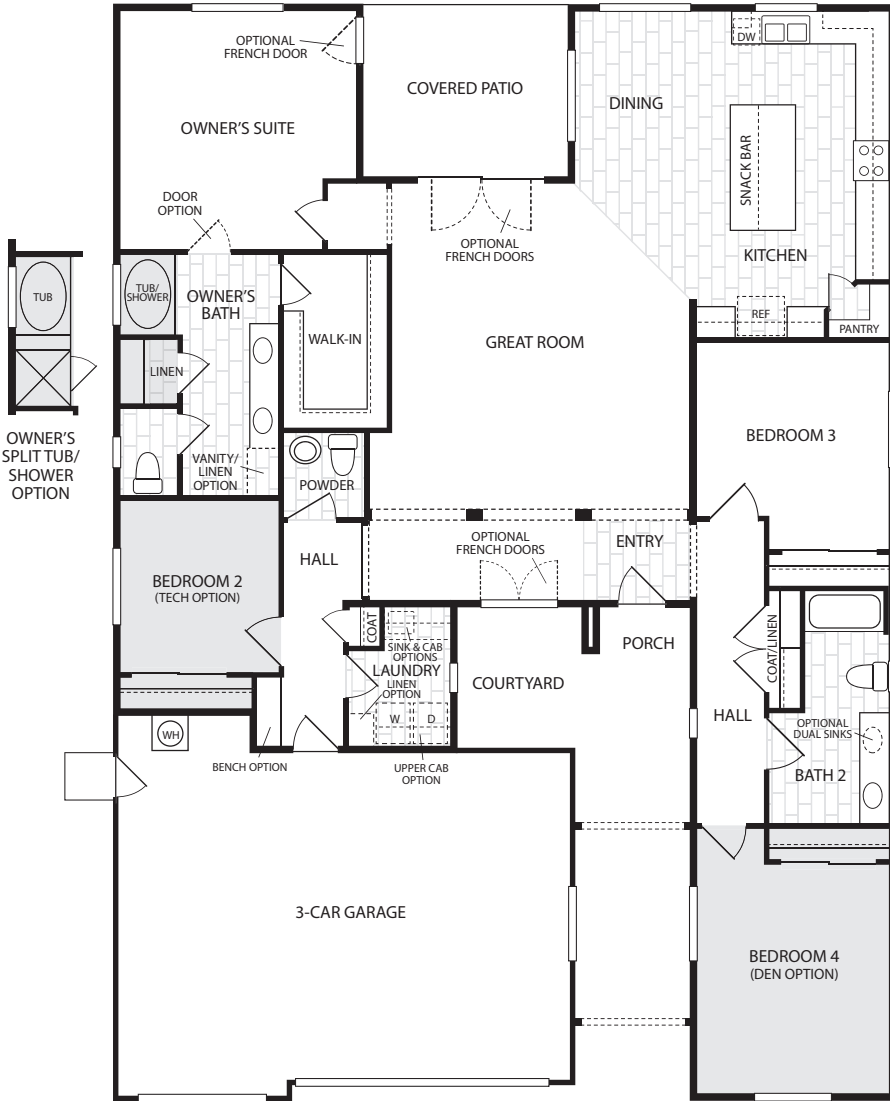 OPTIONAL
FRENCH DOOR
COVERED PATIO
DW
DINING
OWNER'S SUITE
SNACK BAR
DOOR
OPTION
OPTIONAL
FRENCH DOORS
KITCHEN
TUB
TUB/
SHOWER
OWNER'S
BATH
REF
PANTRY
WALK-IN
GREAT ROOM
LINEN
OWNER'S
SPLIT TUB/
SHOWER
OPTION
BEDROOM 3
VANITY/
LINEN
OPTION
POWDER
HALL
OPTIONAL
FRENCH DOORS
ENTRY
BEDROOM 2
(TECH OPTION)
COAT
SINK & CAB
OPTIONS
LAUNDRY
LINEN
OPTION
W
D
PORCH
COURTYARD
COAT/LINEN
HALL
OPTIONAL
DUAL SINKS
WH
BENCH OPTION
UPPER CAB
OPTION
BATH 2
3-CAR GARAGE
BEDROOM 4
(DEN OPTION)